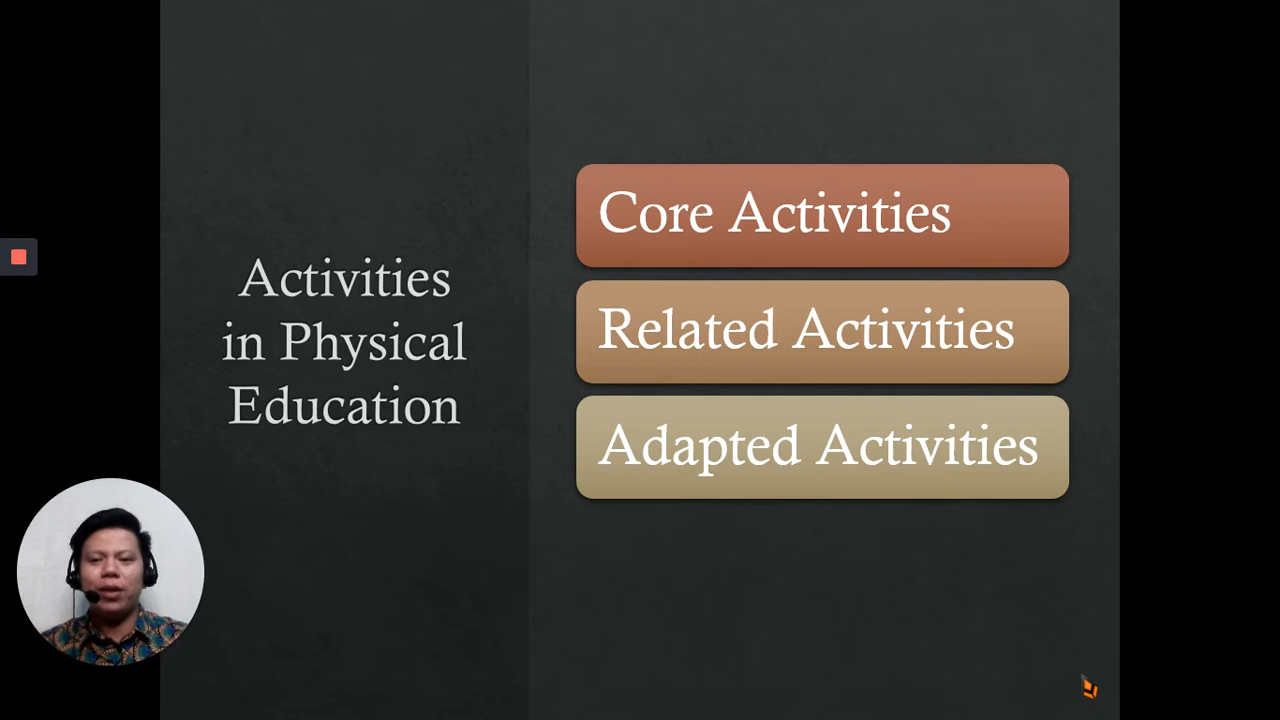 Activities
in Physical
Education
Core Activities
Related Activities
Adapted Activities